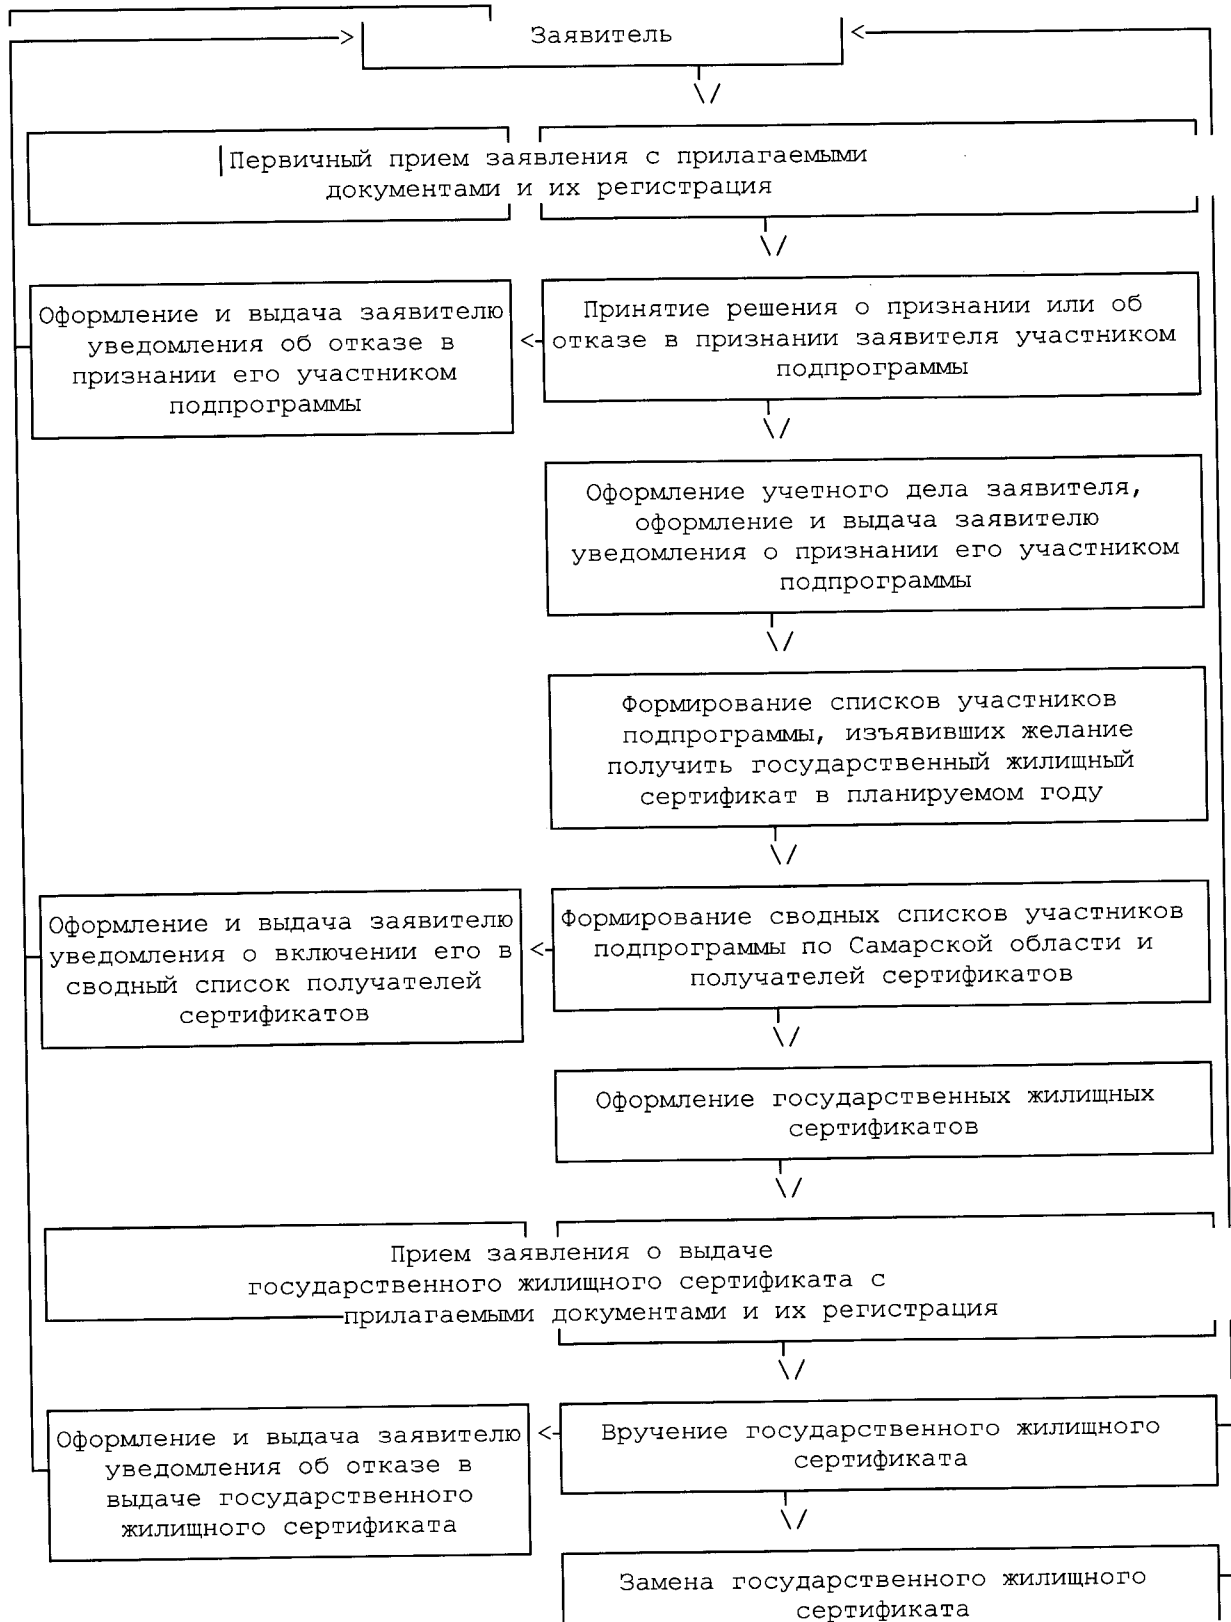 Заявитель
Первичный прием заявления с прилагаемыми
документами и их регистрация
Оформление и выдача заявителю
уведомления об отказе в
признании его участником
подпрограммы
Принятие решения о признании или об
отказе в признании заявителя участником
подпрограммы
Оформление учетного дела заявителя,
оформление и выдача заявителю
уведомления о признании его участником
подпрограммы
Формирование списков участников
подпрограммы, изъявивших желание
получить государственный жилищный
сертификат в планируемом году
Оформление и выдача заявителю
уведомления о включении его в
сводный список получателей
сертификатов
Формирование сводных списков участников
подпрограммы по Самарской области и
получателей сертификатов
Оформление государственных жилищных
сертификатов
Прием заявления о выдаче
государственного жилищного сертификата с
прилагаемыми документами и их регистрация
Оформление и выдача заявителю
уведомления об отказе в
выдаче государственного
жилищного сертификата
Вручение государственного жилищного
сертификата
Замена государственного жилищного
сертификата